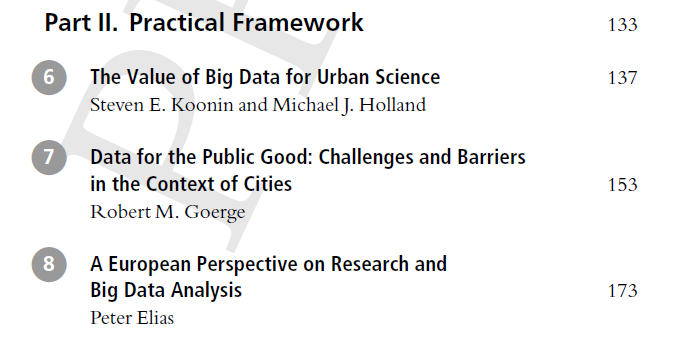 Part II. Practical Framework 133
6 The Value of Big Data for Urban Science 137
Steven E. Koonin and Michael J. Holland
7 Data for the Public Good: Challenges and Barriers
in the Context of Cities 153
Robert M. Goerge
8 A European Perspective on Research and
Big Data Analysis 173
Peter Elias